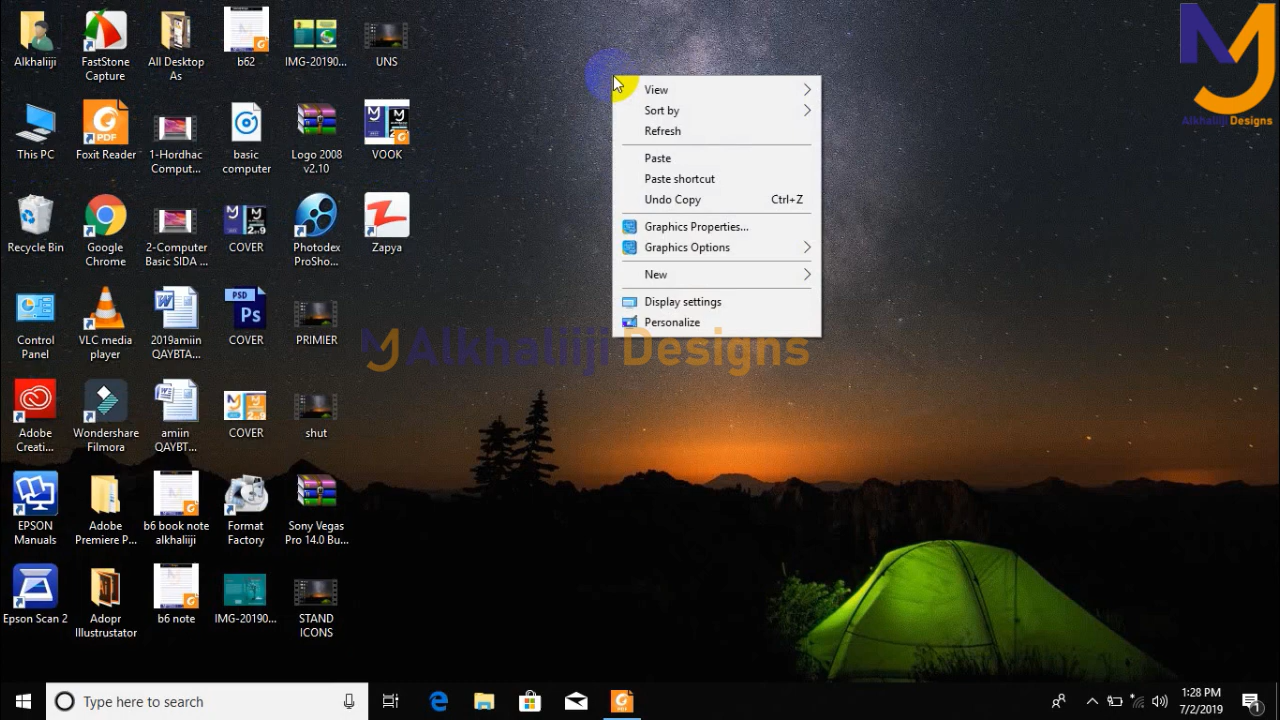 Alkhaliiji
FastStone
Capture
All Desktop
As
b62
IMG-20190...
UNS
This PC
Foxit Reader
1-Hordhac
Comput...
basic
computer
Logo 2008
v2.10
VOOK
Recycle Bin
Google
Chrome
2-Computer
Basic SIDA ...
COVER
Photodex
ProSho...
Zapya
Control
Panel
VLC media
player
2019amiin
QAYBTA...
PSD
Ps
COVER
PRIMIER
Adobe
Creati...
Wondershare
Filmora
amiin
QAYBT...
COVER
shut
EPSON
Manuals
Adobe
Premiere P...
b6 book note
alkhaliiji
Format
Factory
Sony Vegas
Pro 14.0 Bu...
Epson Scan 2
Adopr
Illustrustator
b6 note
IMG-20190...
STAND
ICONS
View
Sort by
Refresh
Paste
Paste shortcut
Undo Copy Ctrl+Z
Graphics Properties...
Graphics Options
New
Display settings
Personalize
Alkhaliiji Designs
Alkhaliiji Designs
Type here to search
1:28 PM
7/2/2019